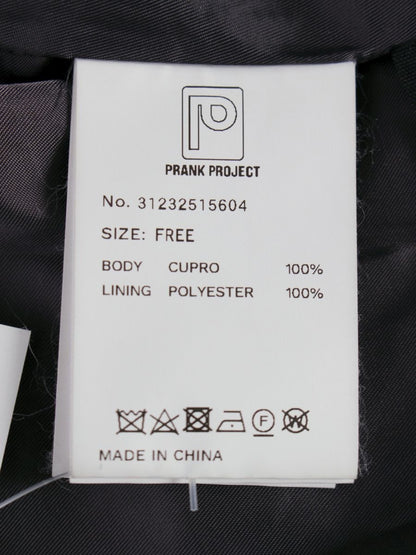 P
PRANK PROJECT
No. 31232515604
SIZE: FREE
BODY CUPRO 100%
LINING POLYESTER 100%
F W
MADE IN CHINA